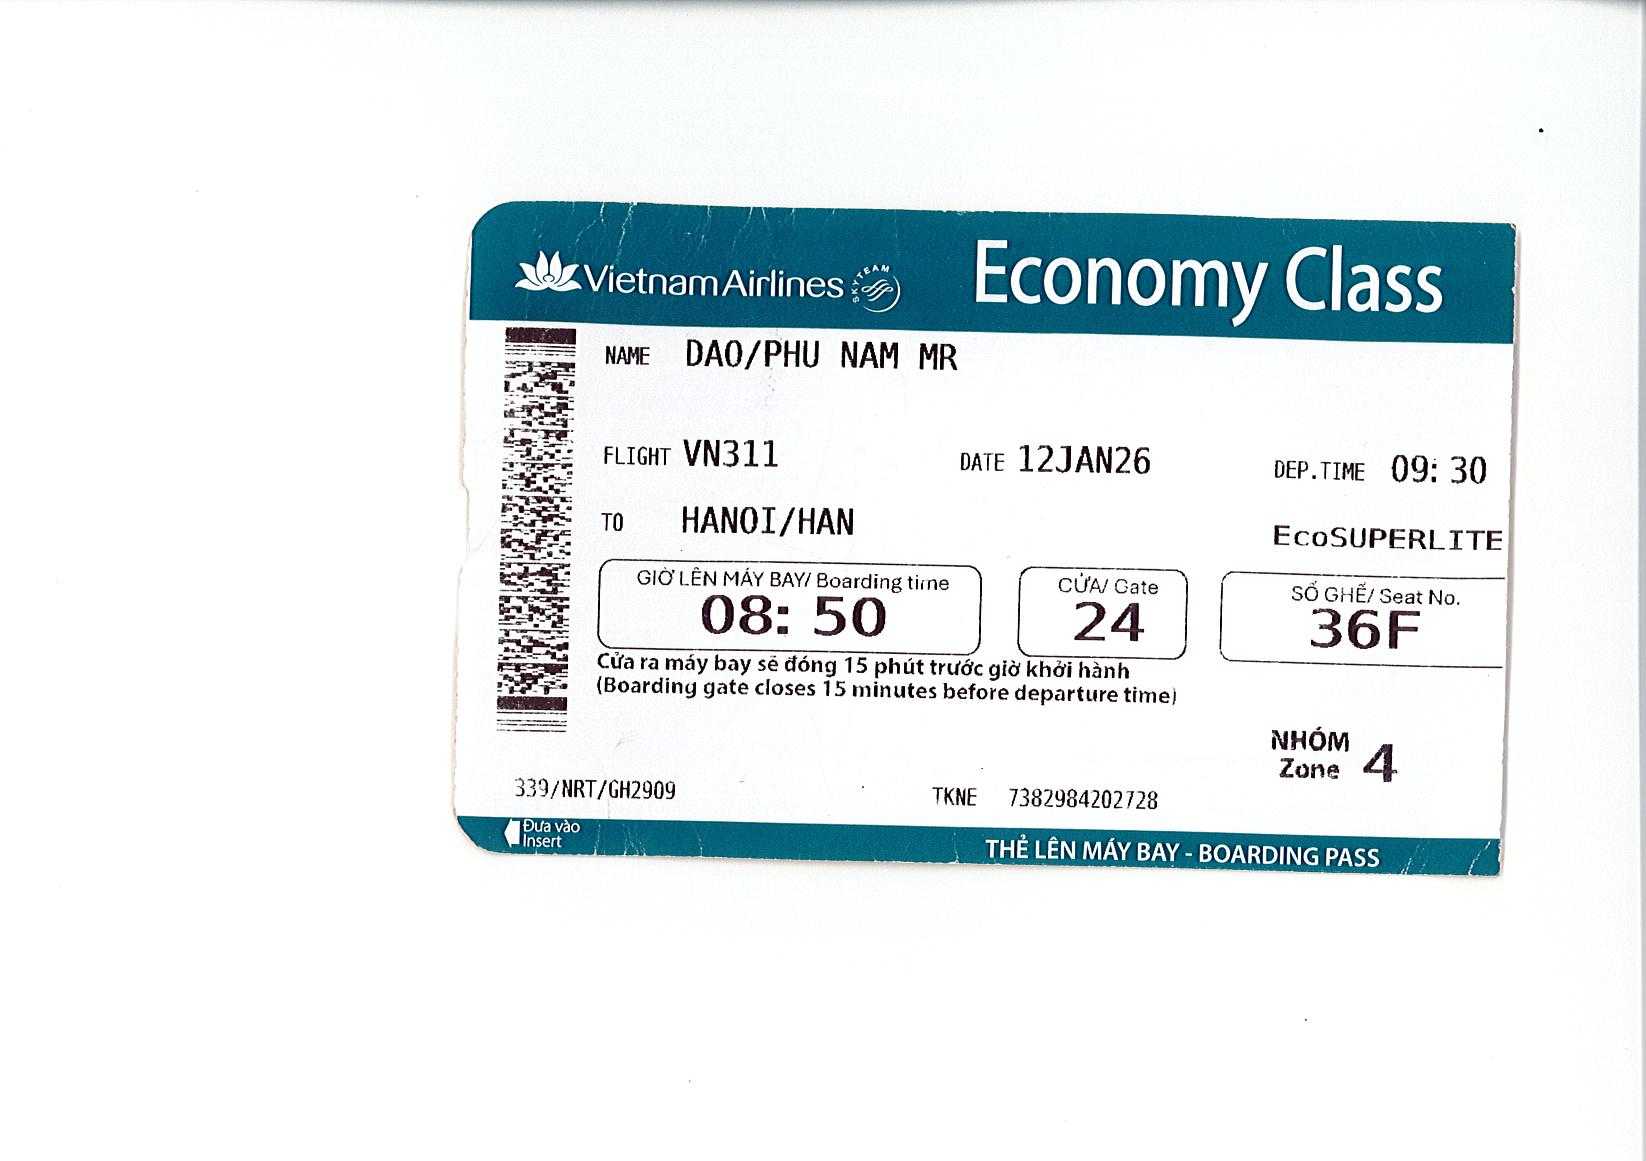 Vietnam Airlines SKYTEAM Economy Class
NAME DAO/PHU NAM MR
FLIGHT VN311 DATE 12JAN26 DEP.TIME 09:30
TO HANOI/HAN EcoSUPERLITE
GIỜ LÊN MÁY BAY/ Boarding time CỬA/ Gate SỐ GHẾ/ Seat No.
08:50 24 36F
Cửa ra máy bay sẽ đóng 15 phút trước giờ khởi hành
(Boarding gate closes 15 minutes before departure time)
NHÓM
Zone 4
339/NRT/GH2909 TKNE 7382984202728
Đưa vào
Insert
THẺ LÊN MÁY BAY - BOARDING PASS